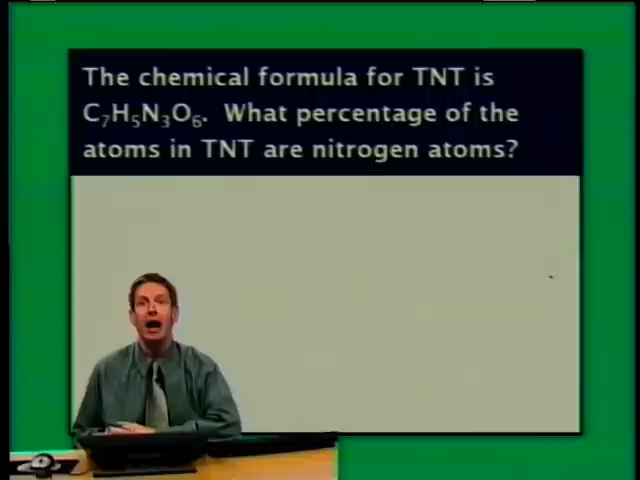 The chemical formula for TNT is
C₇H₅N₃O₆. What percentage of the
atoms in TNT are nitrogen atoms?